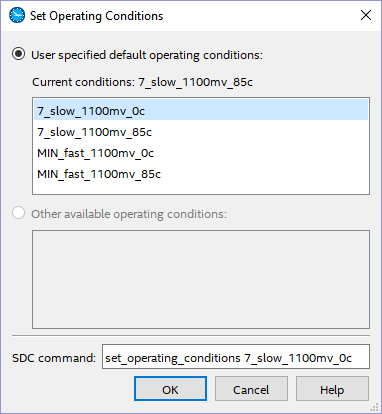 Set Operating Conditions
User specified default operating conditions:
Current conditions: 7_slow_1100mv_85c
7_slow_1100mv_0c
7_slow_1100mv_85c
MIN_fast_1100mv_0c
MIN_fast_1100mv_85c
Other available operating conditions:
SDC command: set_operating_conditions 7_slow_1100mv_0c
OK Cancel Help